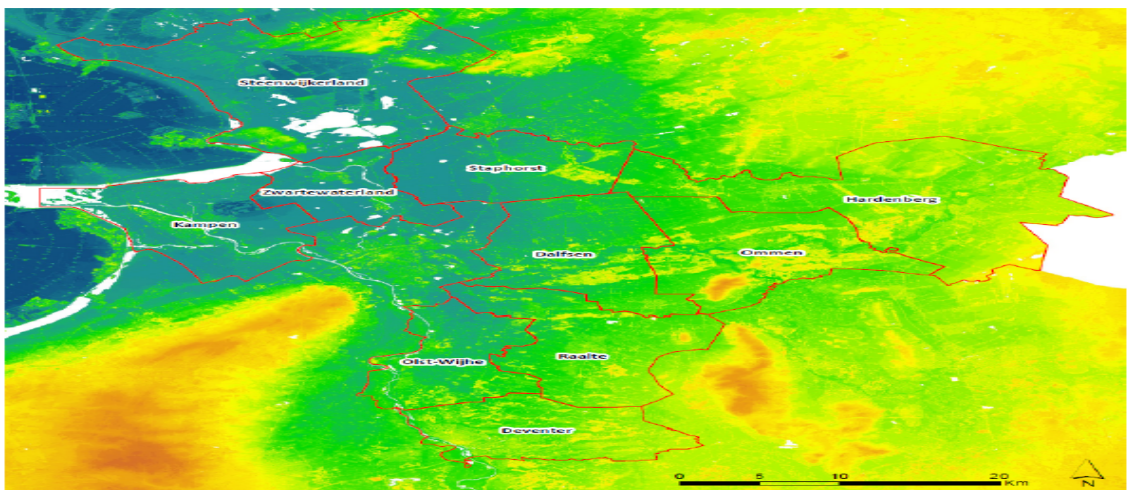 Steenwijkerland
Staphorst
Zwartewaterland
Hardenberg
Kampen
Dalfsen
Ommen
Olst-Wijhe
Raalte
Deventer
0 5 10 20
Km
N